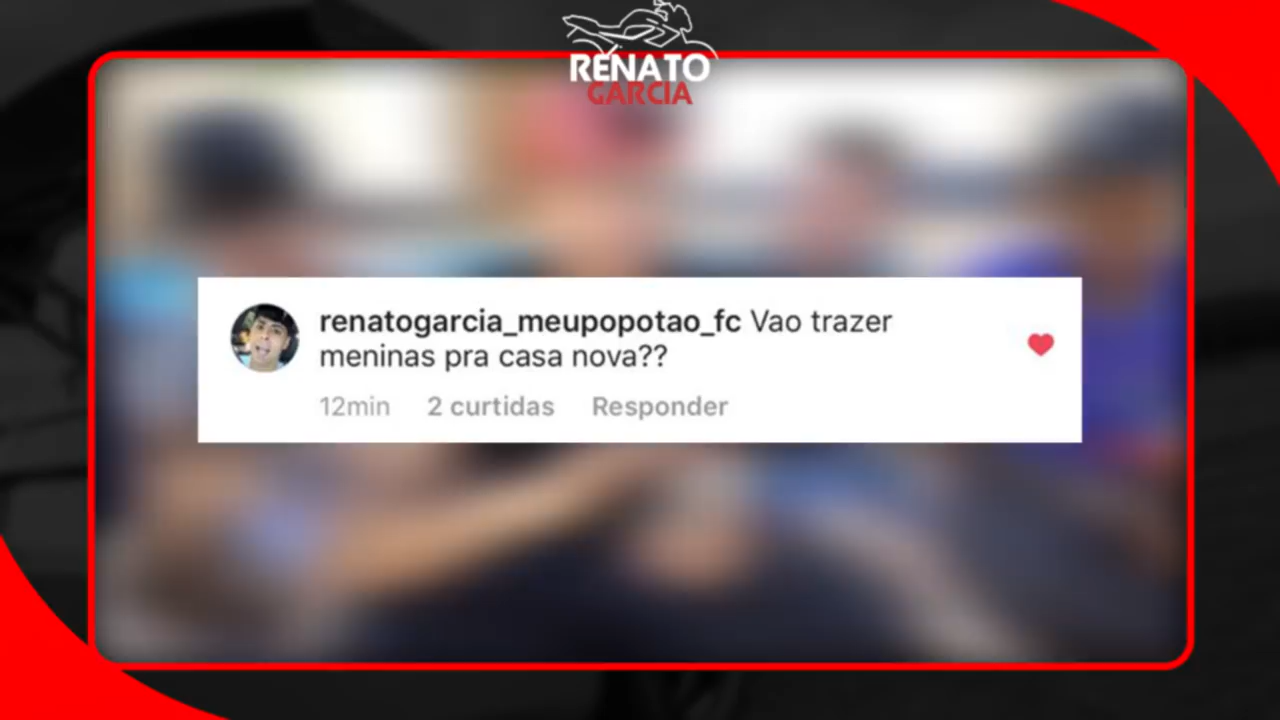 RENATO
GARCIA
renatogarcia_meupopotao_fc Vao trazer
meninas pra casa nova??
12min 2 curtidas Responder